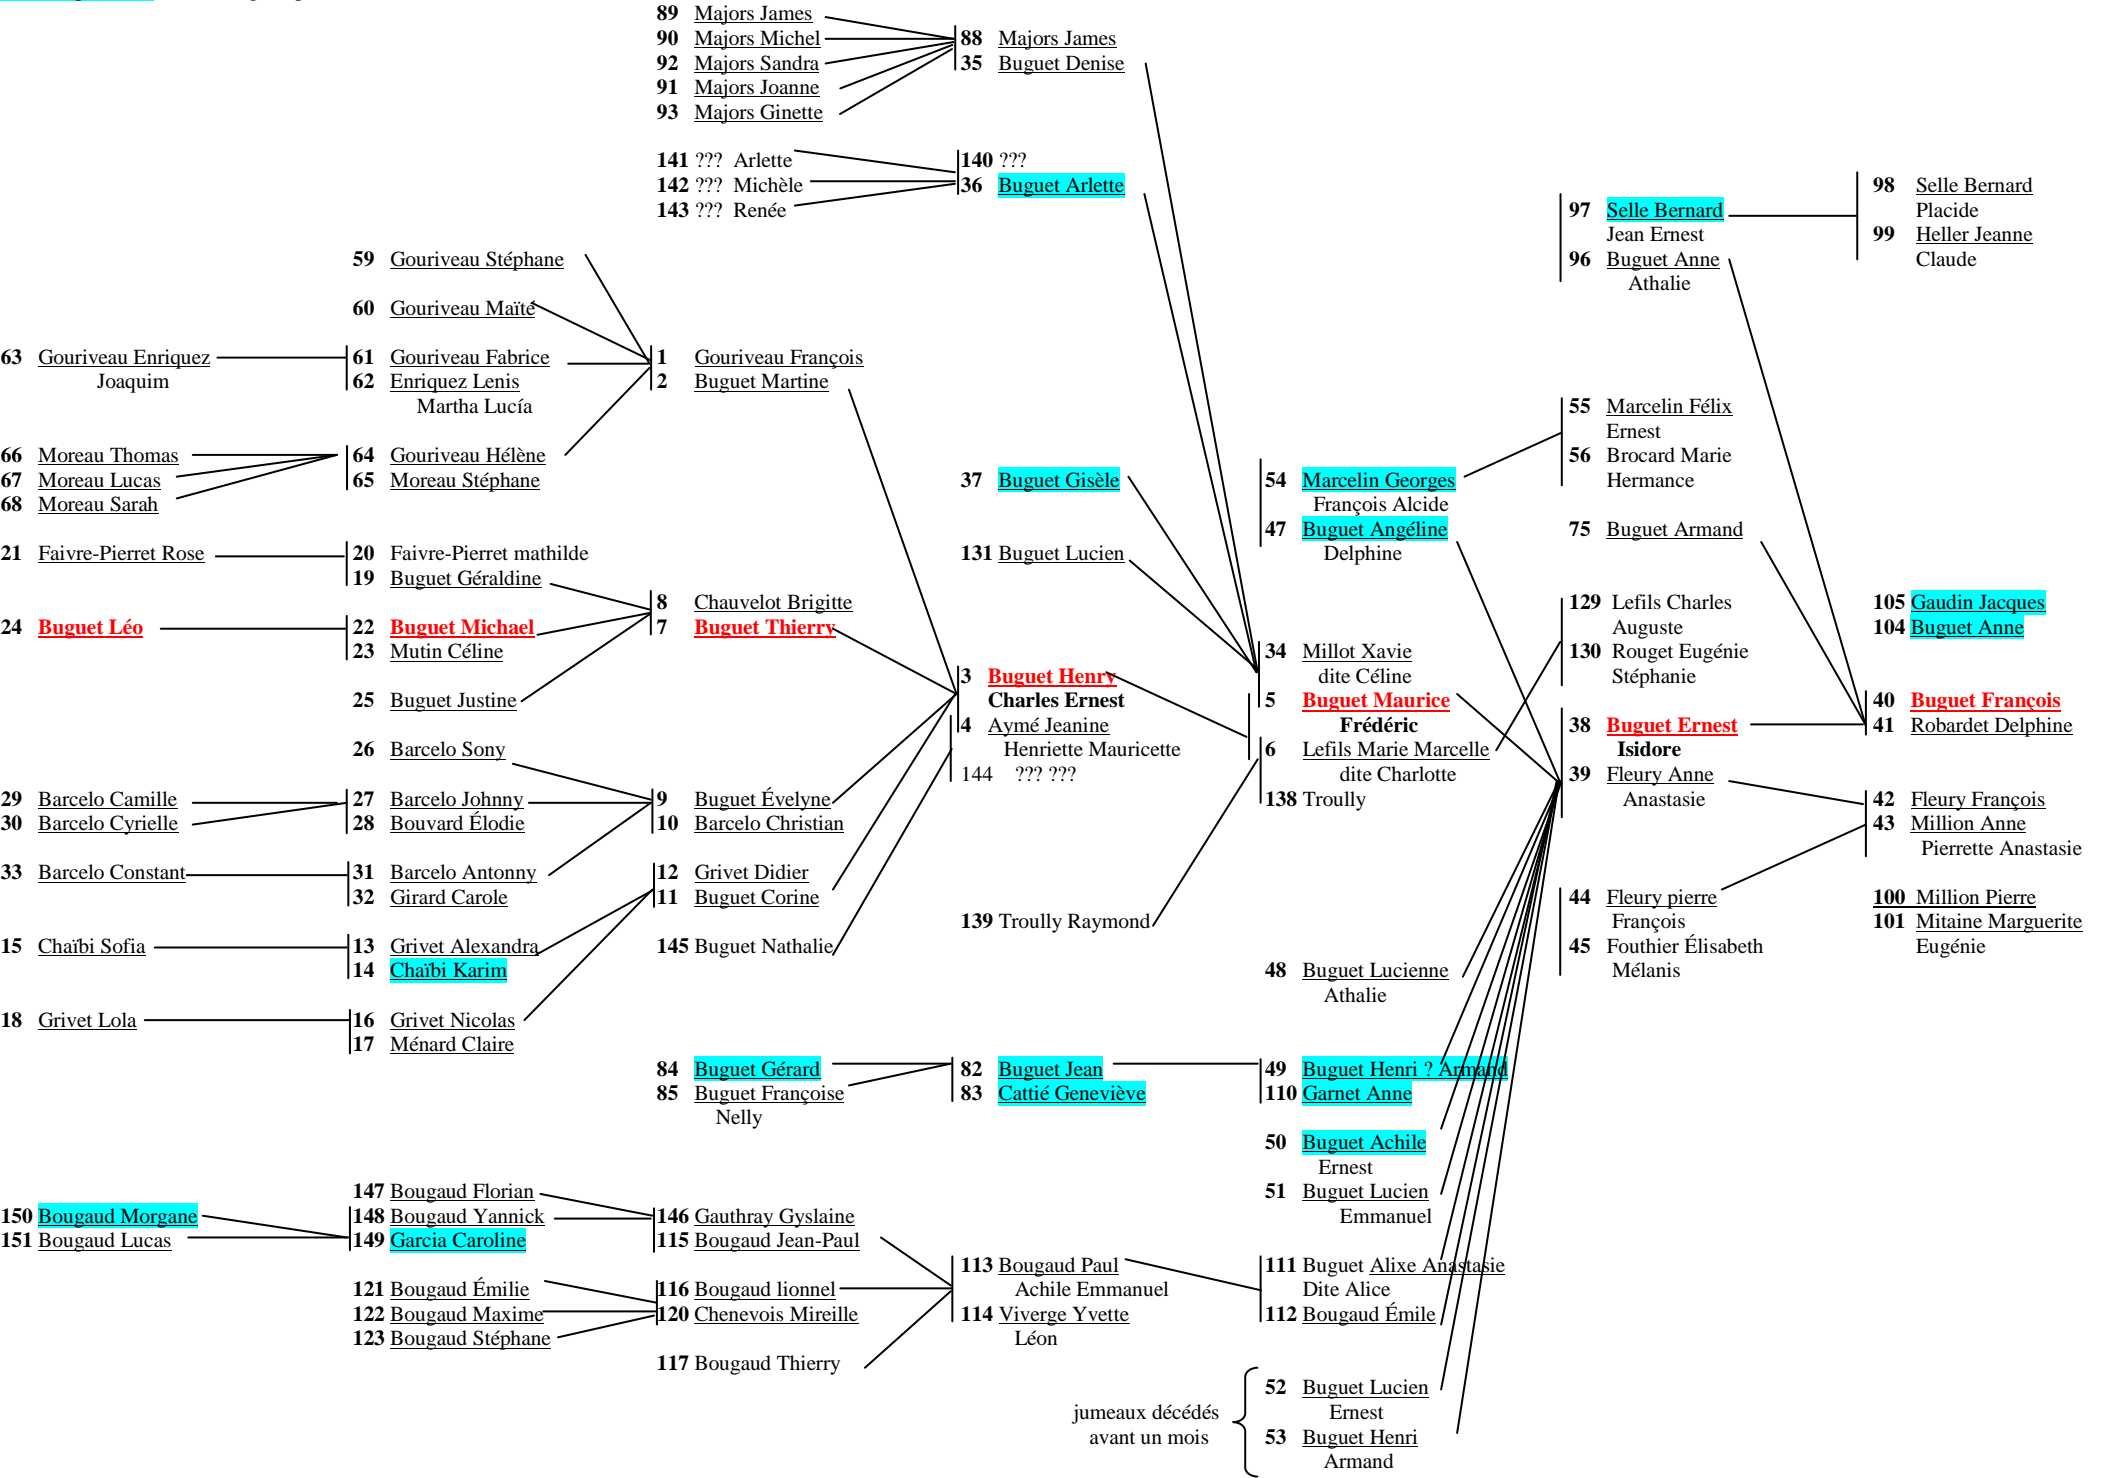 89 Majors James
90 Majors Michel
92 Majors Sandra
91 Majors Joanne
93 Majors Ginette
88 Majors James
35 Buguet Denise
141 ??? Arlette
142 ??? Michèle
143 ??? Renée
140 ???
36 Buguet Arlette
97 Selle Bernard
Jean Ernest
96 Buguet Anne
Athalie
98 Selle Bernard
Placide
99 Heller Jeanne
Claude
59 Gouriveau Stéphane
60 Gouriveau Maïté
63 Gouriveau Enriquez
Joaquim
61 Gouriveau Fabrice
62 Enriquez Lenis
Martha Lucía
1 Gouriveau François
2 Buguet Martine
66 Moreau Thomas
67 Moreau Lucas
68 Moreau Sarah
64 Gouriveau Hélène
65 Moreau Stéphane
37 Buguet Gisèle
131 Buguet Lucien
54 Marcelin Georges
François Alcide
47 Buguet Angéline
Delphine
55 Marcelin Félix
Ernest
56 Brocard Marie
Hermance
75 Buguet Armand
21 Faivre-Pierret Rose
20 Faivre-Pierret mathilde
19 Buguet Géraldine
24 Buguet Léo
22 Buguet Michael
23 Mutin Céline
25 Buguet Justine
8 Chauvelot Brigitte
7 Buguet Thierry
3 Buguet Henry
Charles Ernest
4 Aymé Jeanine
Henriette Mauricette
144 ??? ???
34 Millot Xavie
dite Céline
5 Buguet Maurice
Frédéric
6 Lefils Marie Marcelle
dite Charlotte
138 Troully
129 Lefils Charles
Auguste
130 Rouget Eugénie
Stéphanie
38 Buguet Ernest
Isidore
39 Fleury Anne
Anastasie
105 Gaudin Jacques
104 Buguet Anne
40 Buguet François
41 Robardet Delphine
42 Fleury François
43 Million Anne
Pierrette Anastasie
26 Barcelo Sony
29 Barcelo Camille
30 Barcelo Cyrielle
27 Barcelo Johnny
28 Bouvard Élodie
9 Buguet Évelyne
10 Barcelo Christian
33 Barcelo Constant
31 Barcelo Antonny
32 Girard Carole
12 Grivet Didier
11 Buguet Corine
15 Chaïbi Sofia
13 Grivet Alexandra
14 Chaïbi Karim
145 Buguet Nathalie
139 Troully Raymond
18 Grivet Lola
16 Grivet Nicolas
17 Ménard Claire
44 Fleury pierre
François
45 Fouthier Élisabeth
Mélanis
100 Million Pierre
101 Mitaine Marguerite
Eugénie
48 Buguet Lucienne
Athalie
84 Buguet Gérard
85 Buguet Françoise
Nelly
82 Buguet Jean
83 Cattié Geneviève
49 Buguet Henri ? Armand
110 Garnet Anne
50 Buguet Achile
Ernest
51 Buguet Lucien
Emmanuel
150 Bougaud Morgane
151 Bougaud Lucas
147 Bougaud Florian
148 Bougaud Yannick
149 Garcia Caroline
146 Gauthray Gyslaine
115 Bougaud Jean-Paul
121 Bougaud Émilie
122 Bougaud Maxime
123 Bougaud Stéphane
116 Bougaud lionnel
120 Chenevois Mireille
117 Bougaud Thierry
113 Bougaud Paul
Achile Emmanuel
114 Viverge Yvette
Léon
111 Buguet Alixe Anastasie
Dite Alice
112 Bougaud Émile
jumeaux décédés
avant un mois
52 Buguet Lucien
Ernest
53 Buguet Henri
Armand